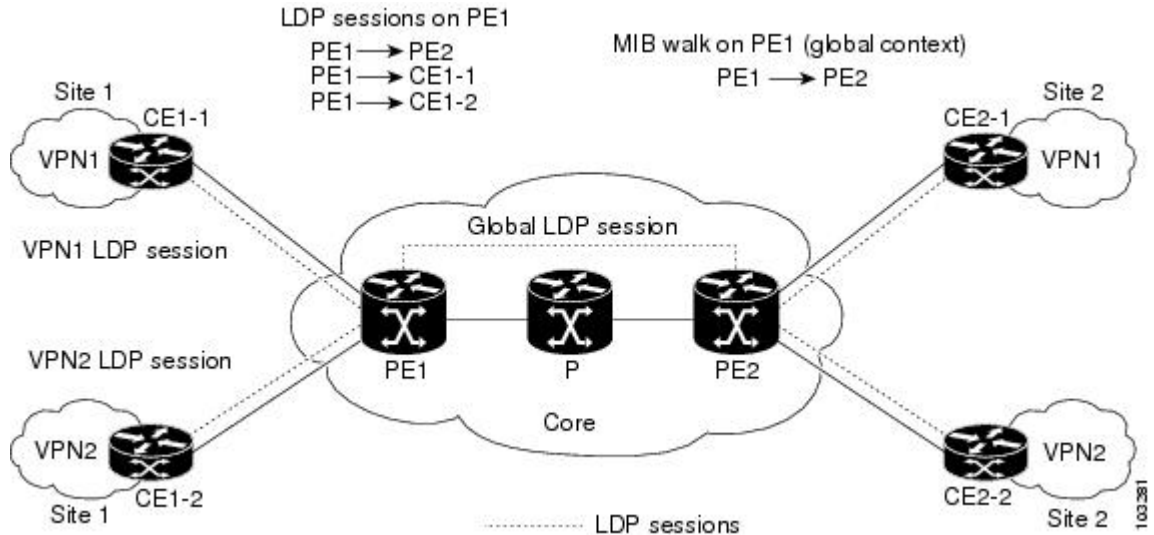 LDP sessions on PE1
PE1 → PE2
PE1 → CE1-1
PE1 → CE1-2
MIB walk on PE1 (global context)
PE1 → PE2
Site 1
CE1-1
VPN1
Site 2
CE2-1
VPN1
VPN1 LDP session
Global LDP session
VPN2 LDP session
PE1
P
PE2
Core
VPN2
CE1-2
Site 1
VPN2
CE2-2
Site 2
LDP sessions
103281